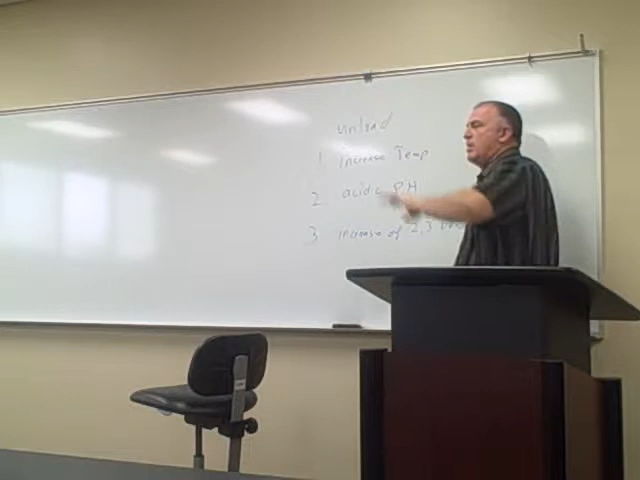 unload
1 increase Temp
2 acidic PH
3 increase of 2,3